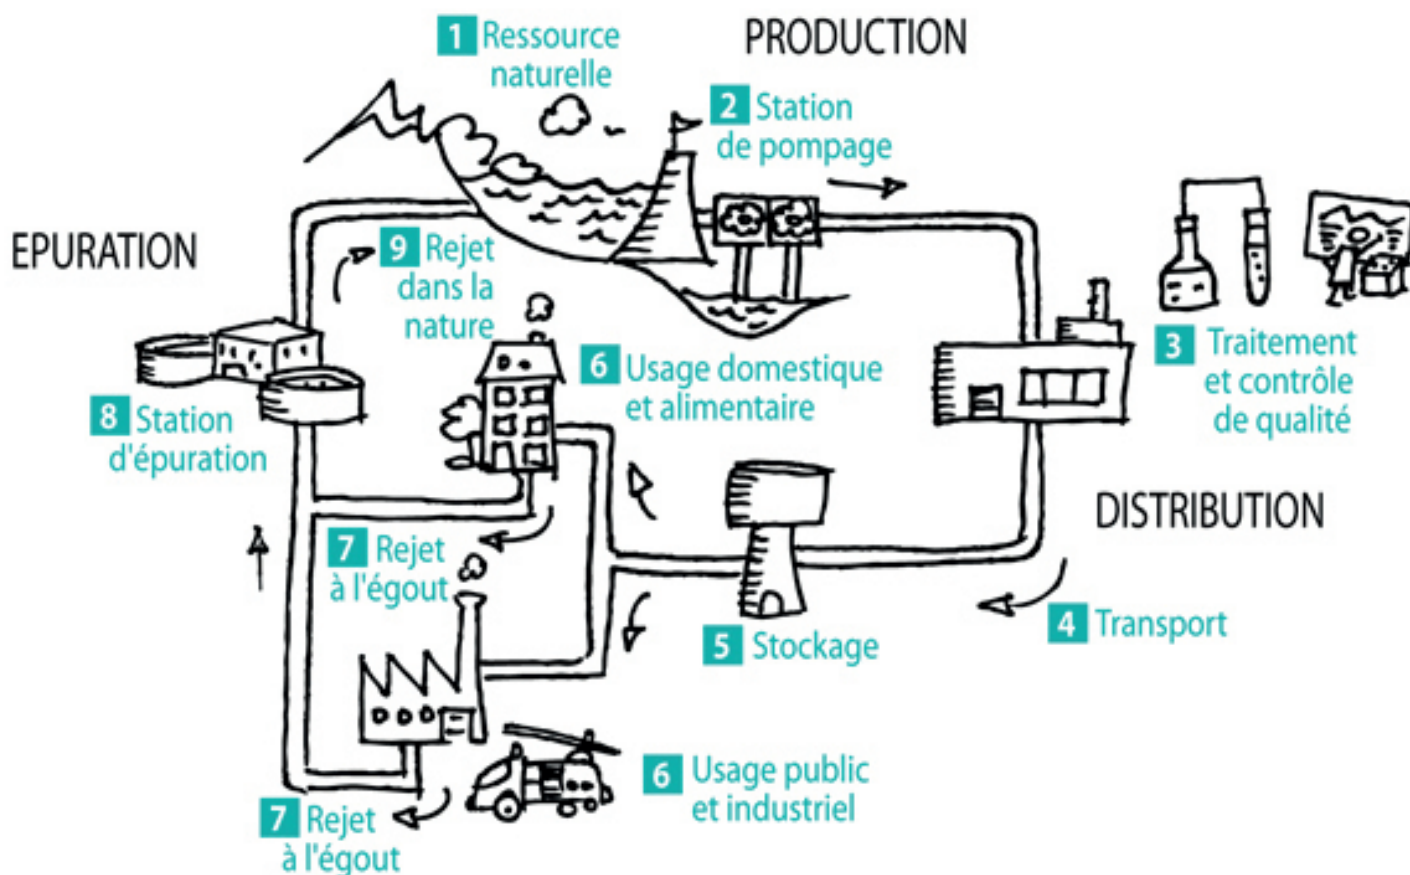 1 Ressource
naturelle
PRODUCTION
2 Station
de pompage
EPURATION
9 Rejet
dans la
nature
3 Traitement
et contrôle
de qualité
6 Usage domestique
et alimentaire
8 Station
d'épuration
DISTRIBUTION
7 Rejet
à l'égout
4 Transport
5 Stockage
6 Usage public
et industriel
7 Rejet
à l'égout